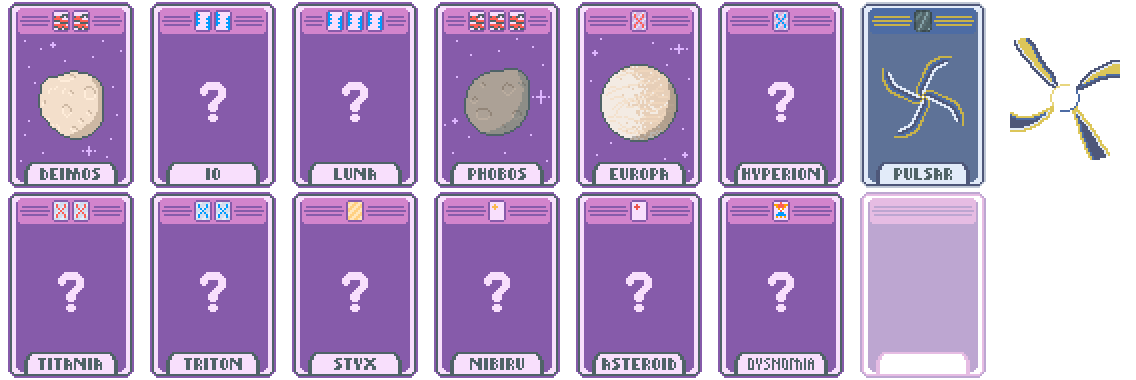 DEIMOS
?
IO
?
LUNA
PHOBOS
EUROPA
?
HYPERION
PULSAR
?
TITANIA
?
TRITON
?
STYX
?
NIBIRU
?
ASTEROID
?
DYSNOMIA